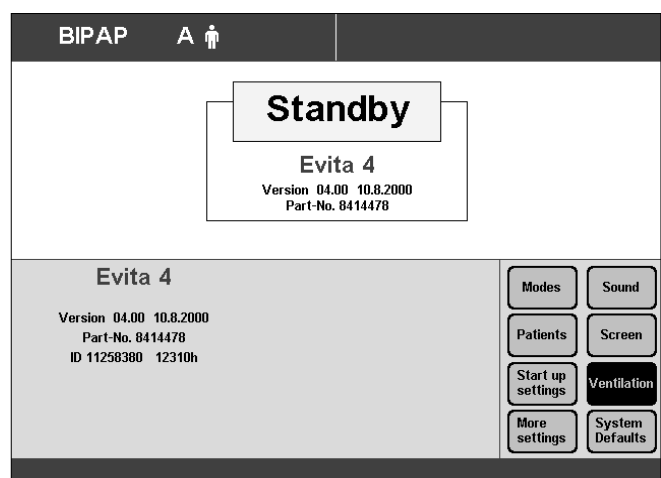 BIPAP A
Standby
Evita 4
Version 04.00 10.8.2000
Part-No. 8414478
Evita 4
Version 04.00 10.8.2000
Part-No. 8414478
ID 11258380 12310h
Modes
Sound
Patients
Screen
Start up
settings
Ventilation
More
settings
System
Defaults